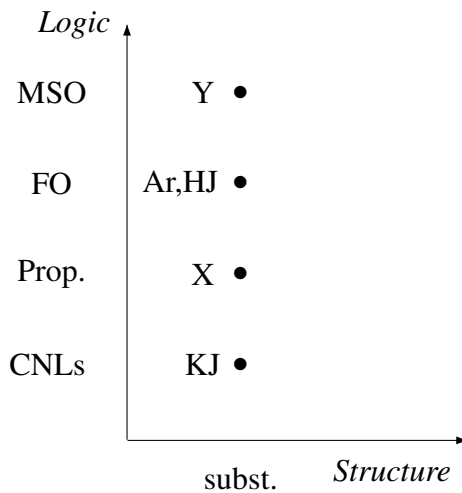 Logic
MSO Y
FO Ar,HJ
Prop. X
CNLs KJ
subst. Structure